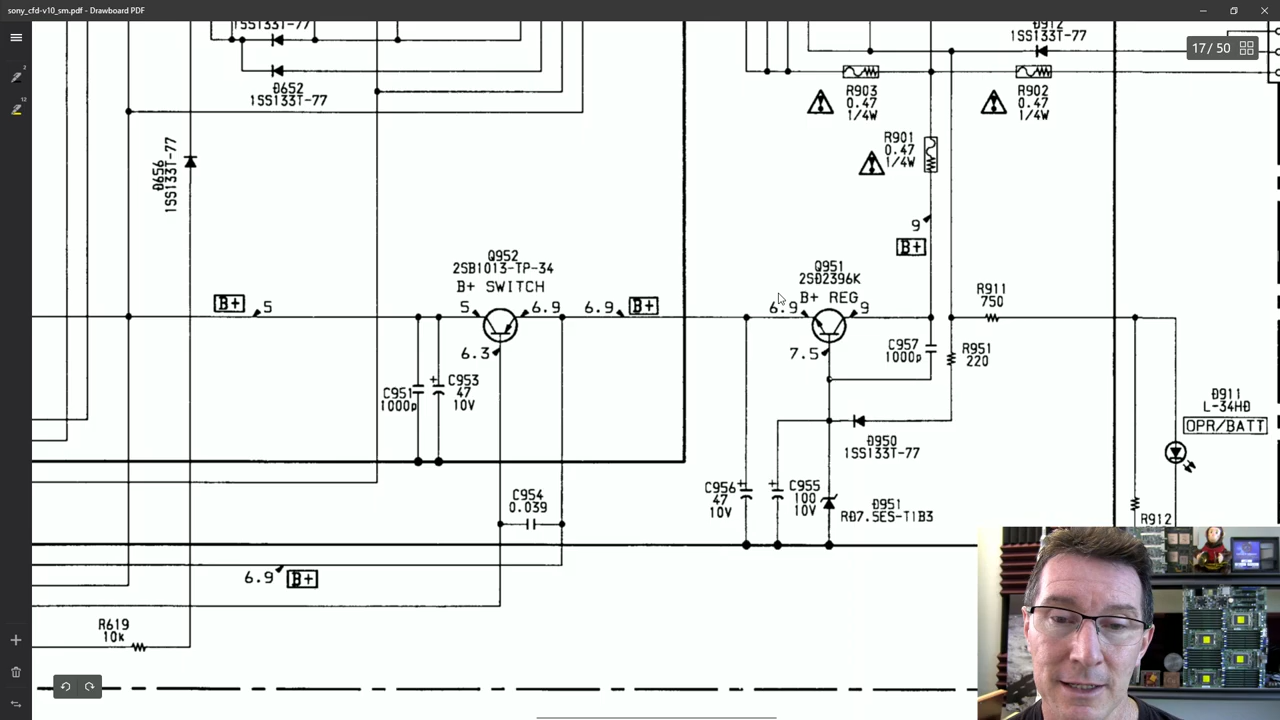 sony_cfd-v10_sm.pdf - Drawboard PDF
17 / 50
1SS133T-77
D652
1SS133T-77
D656
1SS133T-77
D912
1SS133T-77
R903
0.47
1/4W
R902
0.47
1/4W
R901
0.47
1/4W
9
B+
Q952
2SB1013-TP-34
B+ SWITCH
B+
5
5
6.9
6.9
B+
6.3
Q951
2SD2396K
B+ REG
6.9
9
7.5
R911
750
C957
1000p
R951
220
C951
1000p
C953
47
10V
D911
L-34HD
OPR/BATT
D950
1SS133T-77
C954
0.039
C956
47
10V
C955
100
10V
D951
RD7.5ES-T1B3
R912
6.9
B+
R619
10k